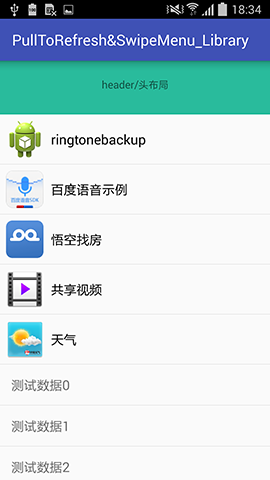 18:34
PullToRefresh&SwipeMenu_Library
header/头布局
ringtonebackup
百度语音示例
百度语音SDK
悟空找房
共享视频
天气
测试数据0
测试数据1
测试数据2